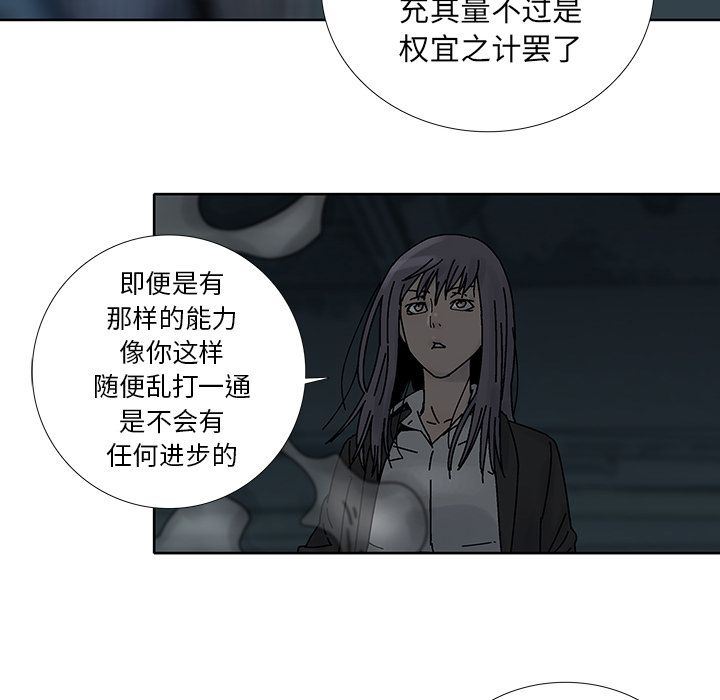 充其量不过是
权宜之计罢了
即便是有
那样的能力
像你这样
随便乱打一通
是不会有
任何进步的